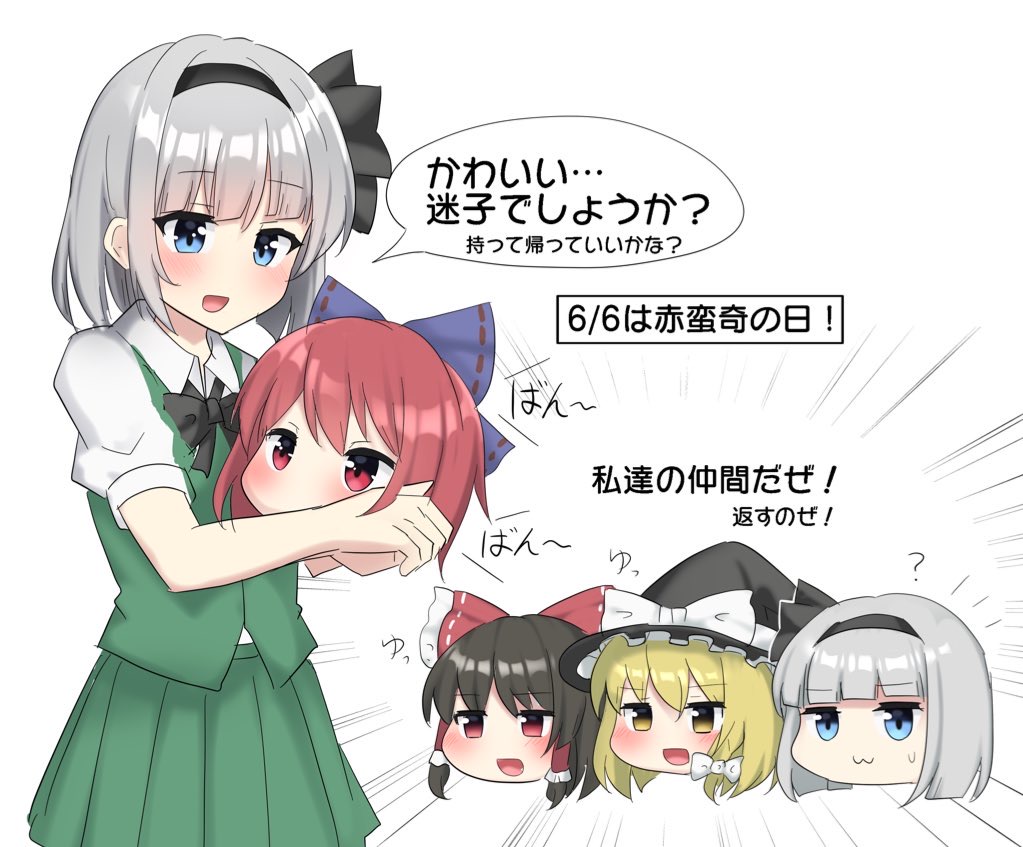 かわいい…
迷子でしょうか？
持って帰っていいかな？
6/6は赤蛮奇の日！
ばん～
私達の仲間だぜ！
返すのぜ！
ばん～
ゆっ
？
ゆっ